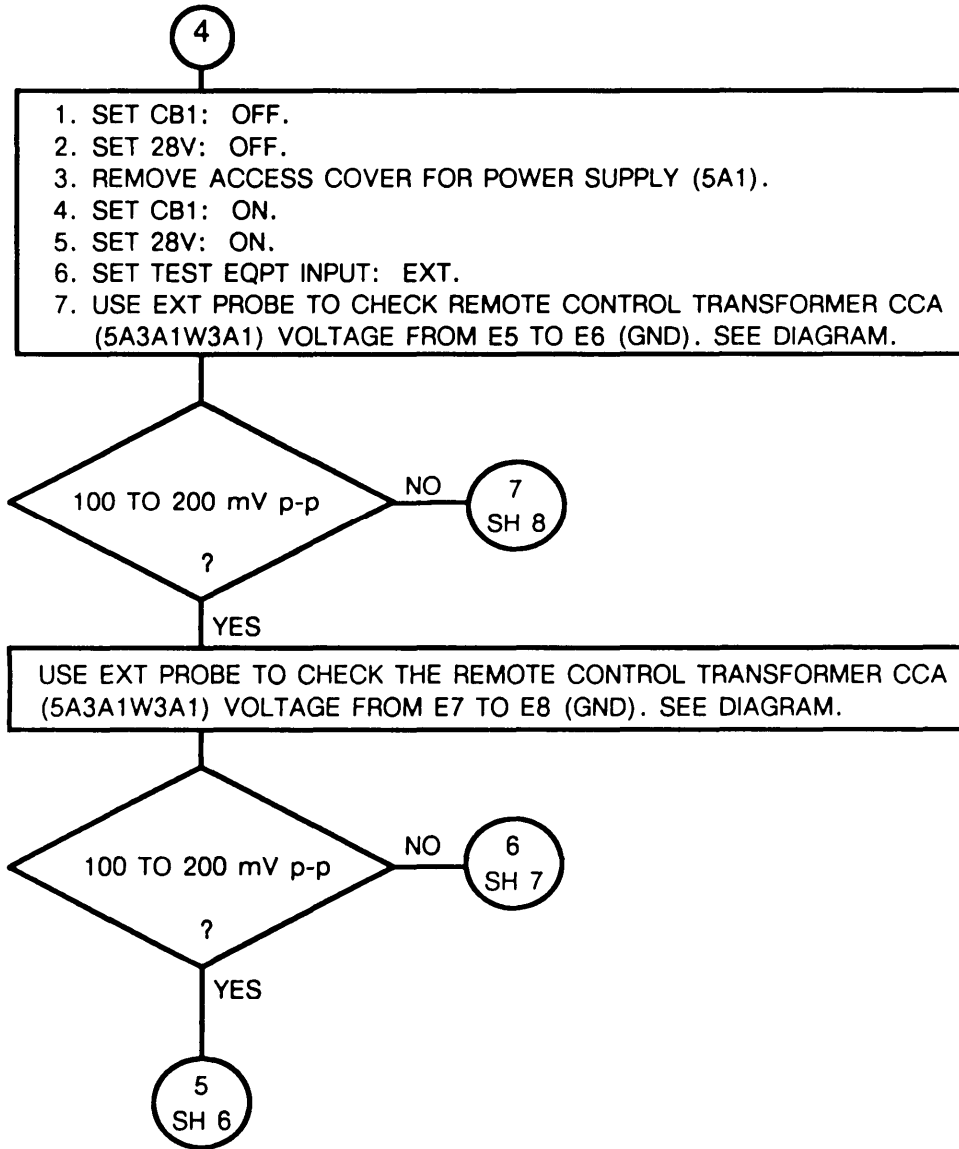 4
1. SET CB1: OFF.
2. SET 28V: OFF.
3. REMOVE ACCESS COVER FOR POWER SUPPLY (5A1).
4. SET CB1: ON.
5. SET 28V: ON.
6. SET TEST EQPT INPUT: EXT.
7. USE EXT PROBE TO CHECK REMOTE CONTROL TRANSFORMER CCA
(5A3A1W3A1) VOLTAGE FROM E5 TO E6 (GND). SEE DIAGRAM.
100 TO 200 mV p-p
?
NO
7
SH 8
YES
USE EXT PROBE TO CHECK THE REMOTE CONTROL TRANSFORMER CCA
(5A3A1W3A1) VOLTAGE FROM E7 TO E8 (GND). SEE DIAGRAM.
100 TO 200 mV p-p
?
NO
6
SH 7
YES
5
SH 6